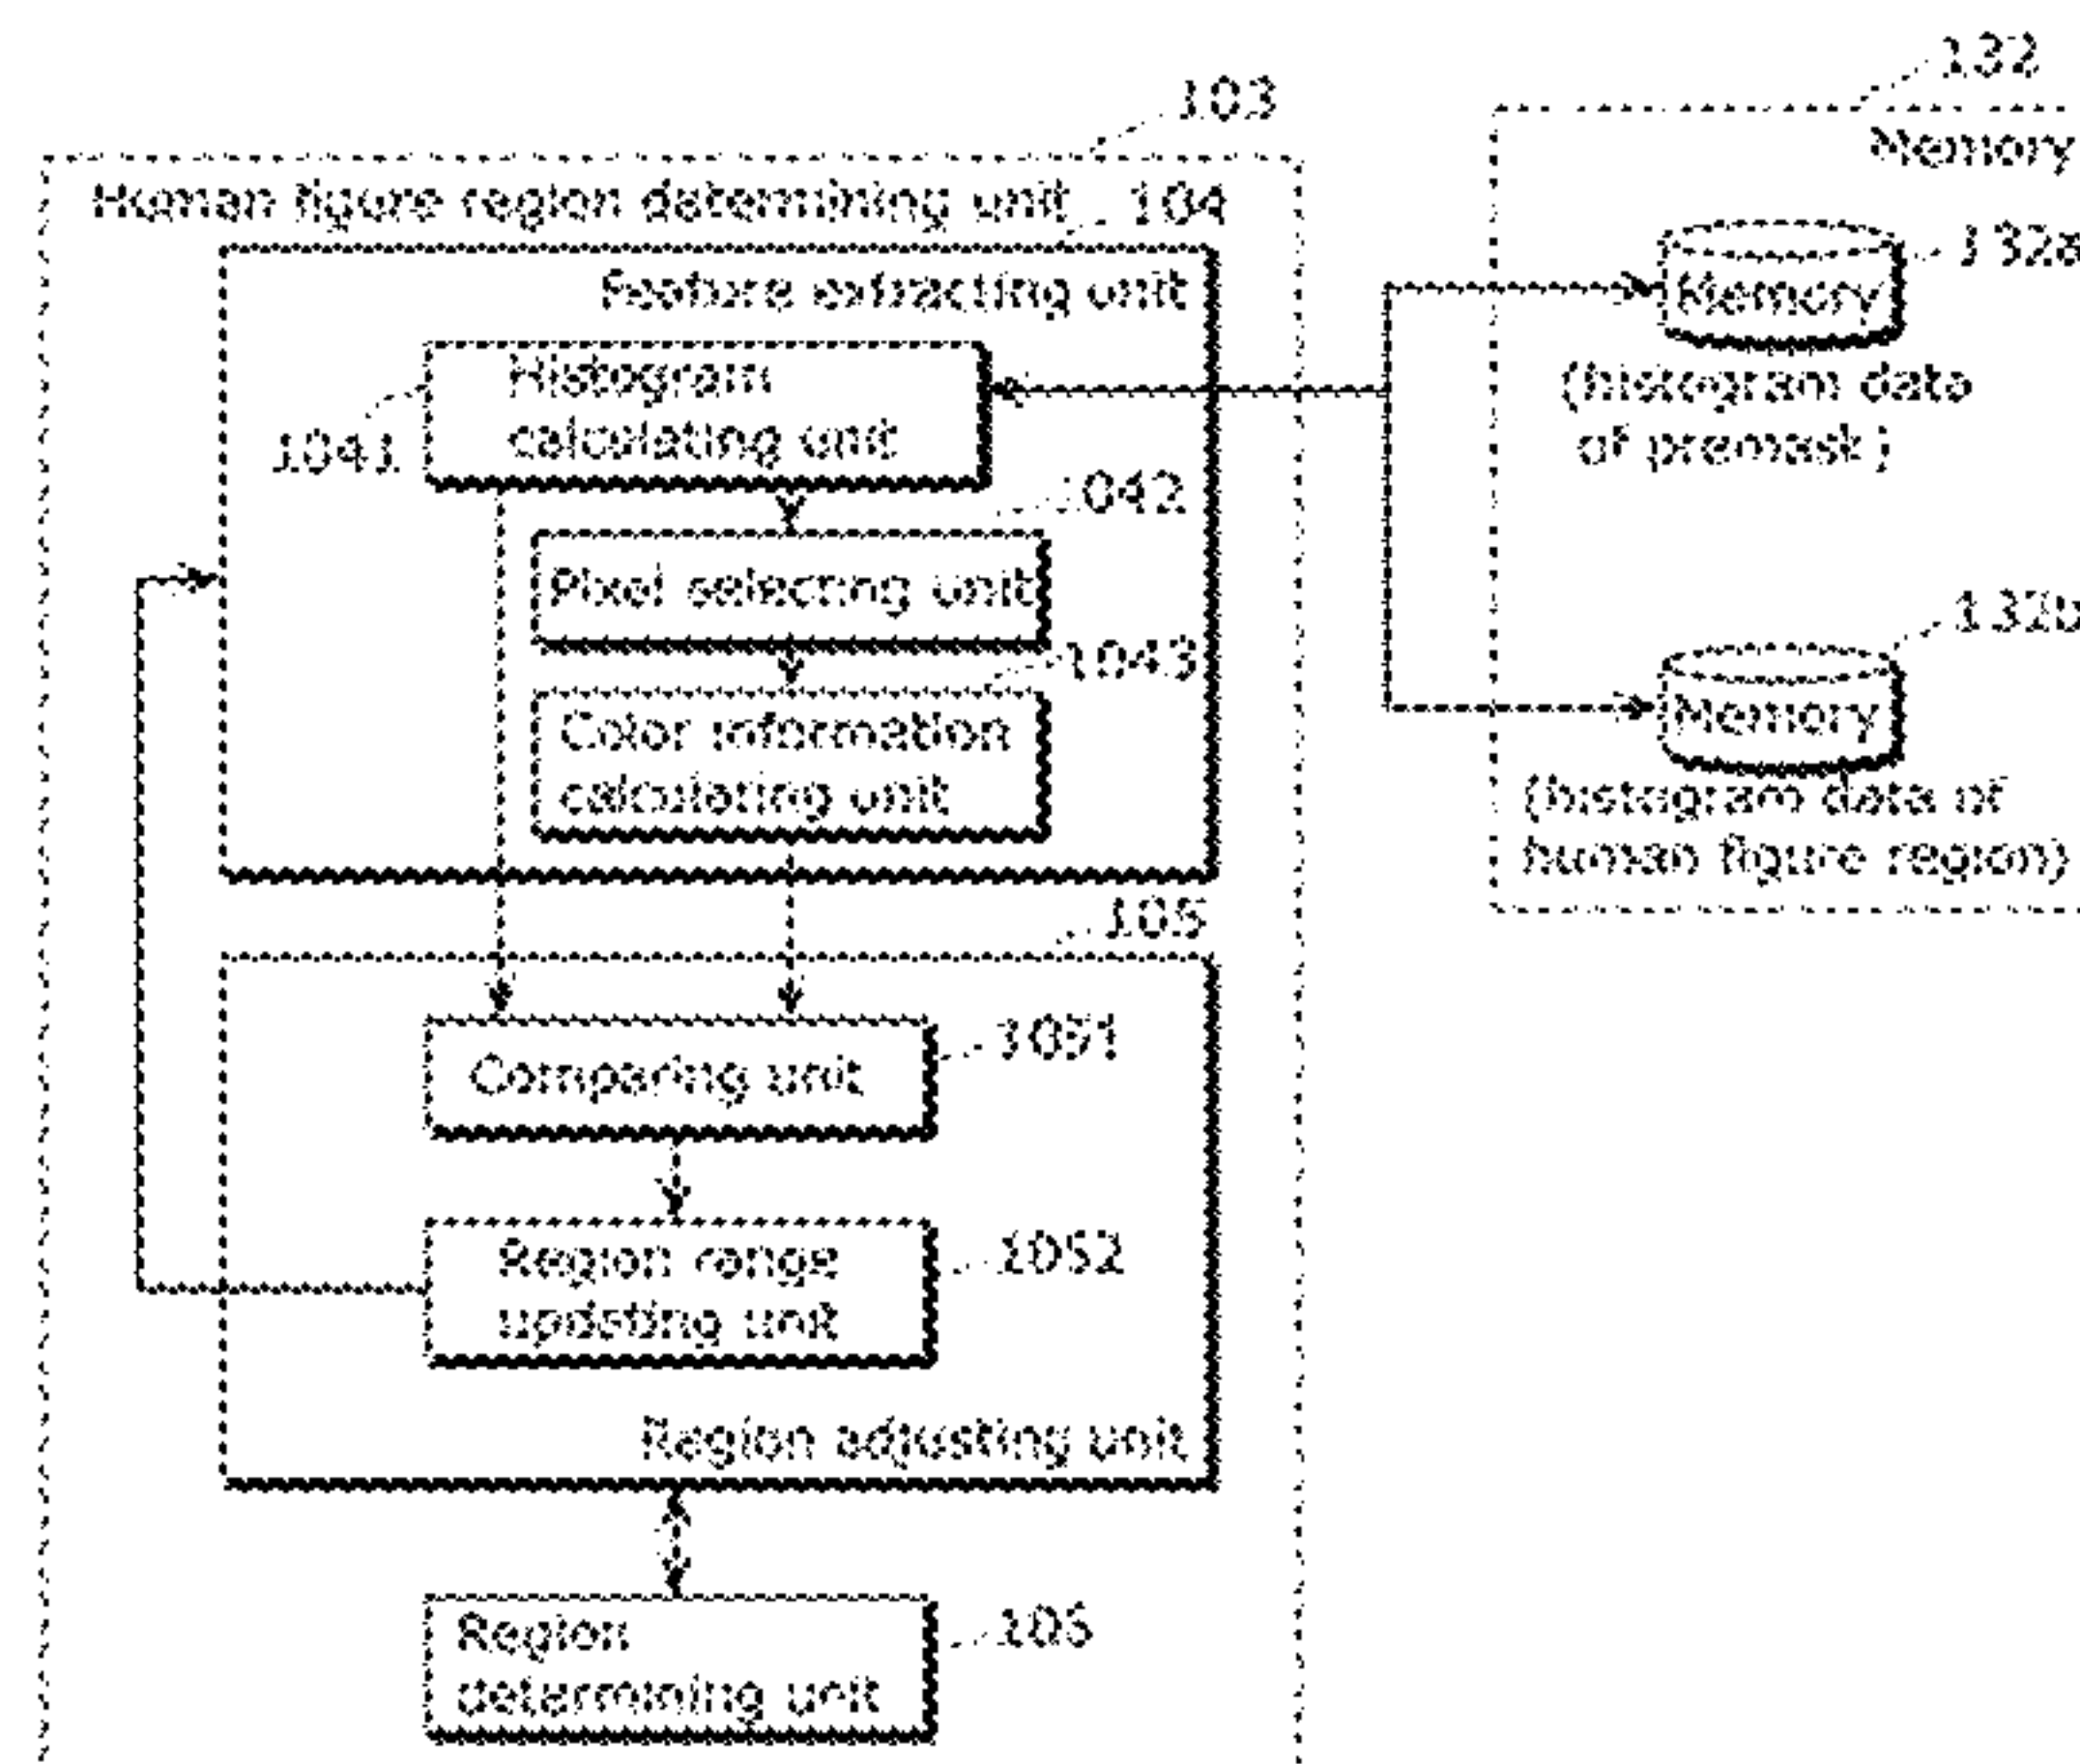 132
103
Memory
Human figure region determining unit
104
132a
Feature extracting unit
Memory
Histogram
calculating unit
(histogram data
of premask)
1041
1042
Pixel selecting unit
132b
1043
Memory
Color information
calculating unit
(histogram data of
human figure region)
105
1051
Comparing unit
1052
Region range
updating unit
Region adjusting unit
Region
determining unit